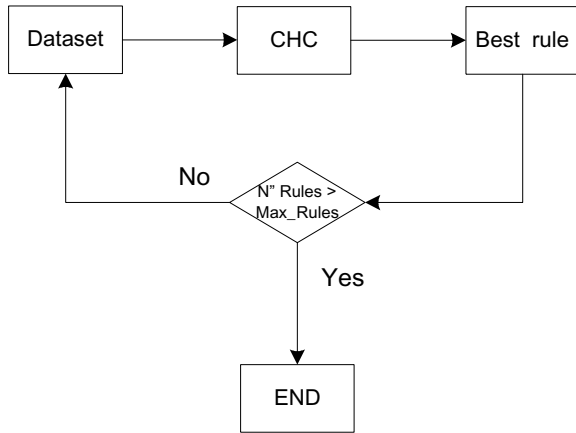 Dataset
CHC
Best rule
No
N" Rules >
Max_Rules
Yes
END